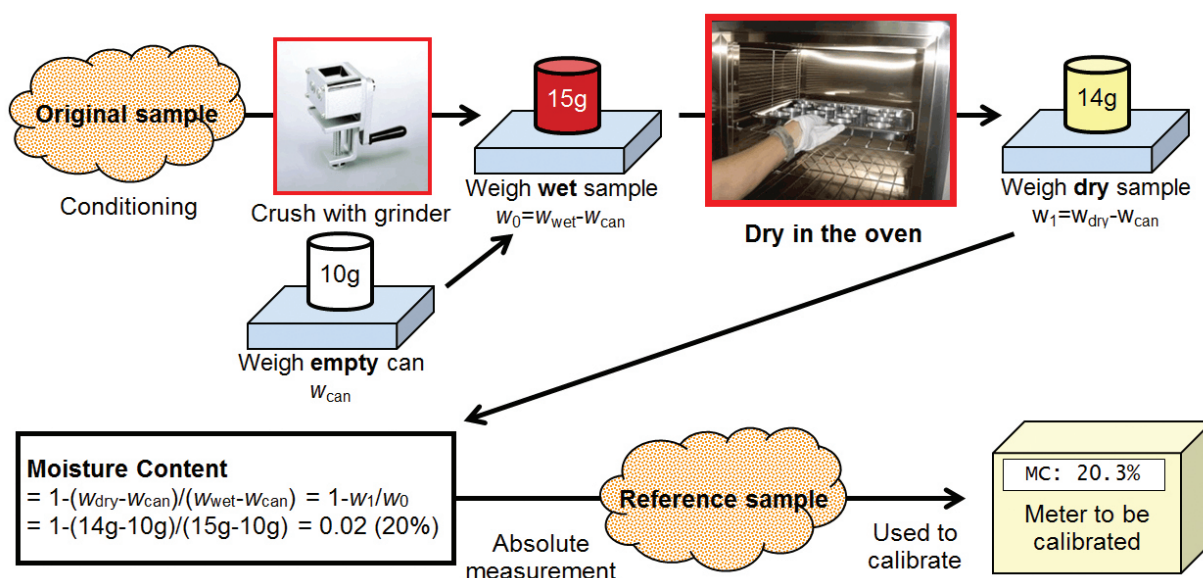 Original sample
Conditioning
Crush with grinder
15g
Weigh wet sample
w0=wwet-wcan
Dry in the oven
14g
Weigh dry sample
w1=wdry-wcan
10g
Weigh empty can
wcan
Moisture Content
= 1-(wdry-wcan)/(wwet-wcan) = 1-w1/w0
= 1-(14g-10g)/(15g-10g) = 0.02 (20%)
Absolute
measurement
Reference sample
Used to
calibrate
MC: 20.3%
Meter to be
calibrated